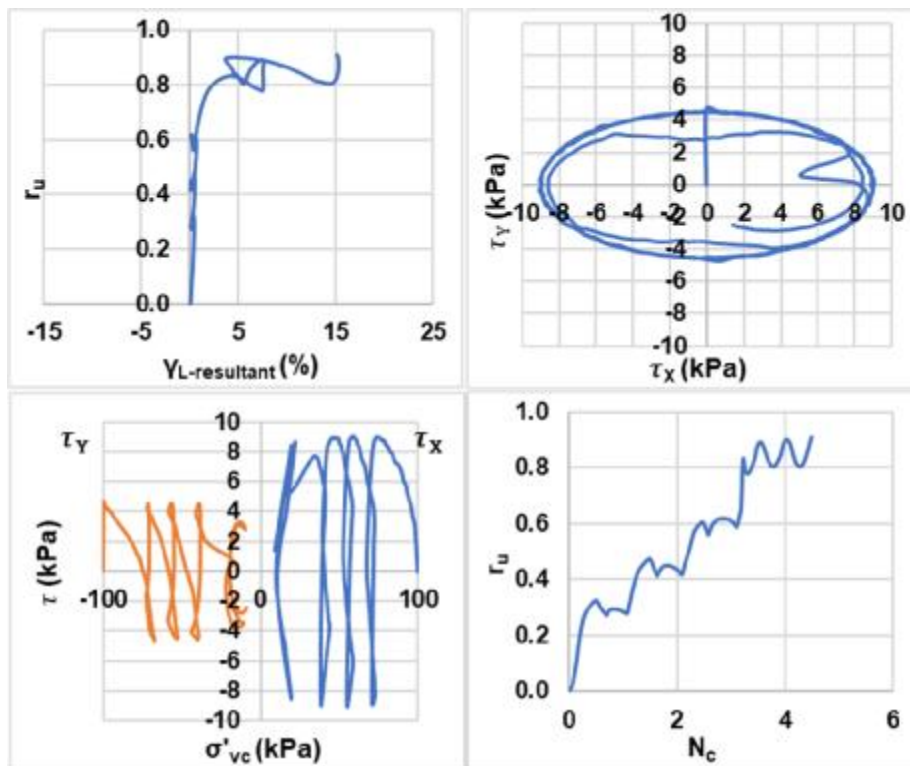 1.0
0.8
0.6
0.4
0.2
0.0
-15 -5 5 15 25
r_u
γ_L-resultant (%)
10
8
6
4
2
0
-2
-4
-6
-8
-10
-10 -8 -6 -4 -2 0 2 4 6 8 10
τ_Y (kPa)
τ_X (kPa)
τ_Y
τ_X
10
8
6
4
2
0
-2
-4
-6
-8
-10
-100 0 100
τ (kPa)
σ'_vc (kPa)
1.0
0.8
0.6
0.4
0.2
0.0
0 2 4 6
r_u
N_c